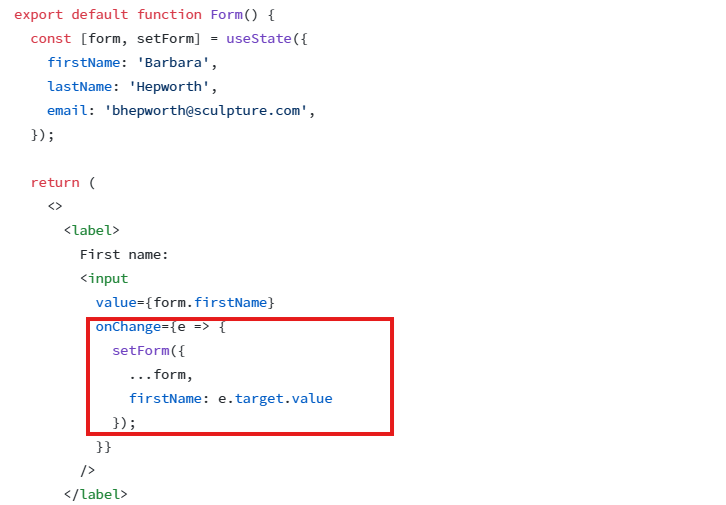 export default function Form() {
  const [form, setForm] = useState({
    firstName: 'Barbara',
    lastName: 'Hepworth',
    email: 'bhepworth@sculpture.com',
  });

  return (
    <>
      <label>
        First name:
        <input
          value={form.firstName}
          onChange={e => {
            setForm({
              ...form,
              firstName: e.target.value
            });
          }}
        />
      </label>